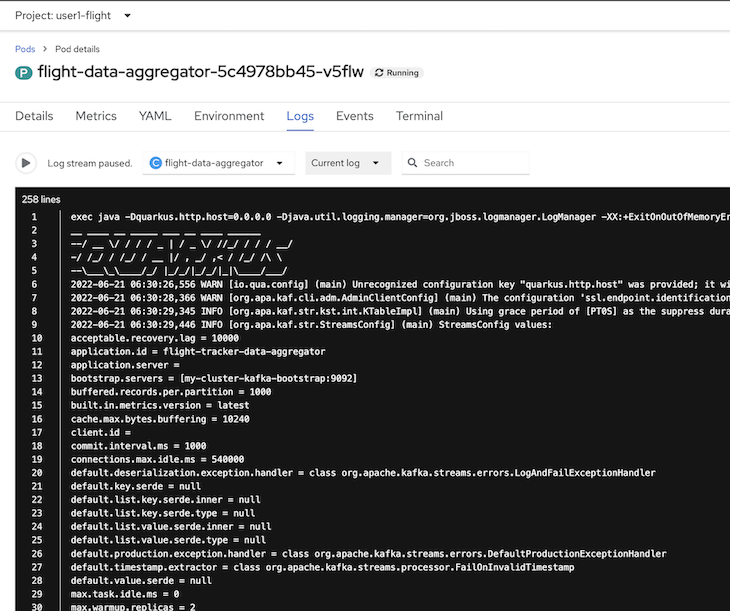 Project: user1-flight
Pods > Pod details
P flight-data-aggregator-5c4978bb45-v5flw Running
Details Metrics YAML Environment Logs Events Terminal
Log stream paused. C flight-data-aggregator Current log Search
258 lines
1 exec java -Dquarkus.http.host=0.0.0.0 -Djava.util.logging.manager=org.jboss.logmanager.LogManager -XX:+ExitOnOutOfMemoryEr
2 __ ____ __ _____ ___ __ ____ ______
3 --/ __ \/ / / / _ | / _ \/ //_/ / / / __/
4 -/ /_/ / /_/ / __ |/ , _/ ,< / /_/ /\ \
5 --\___\_\____/_/ |_/_/|_/_/|_|\____/___/
6 2022-06-21 06:30:26,556 WARN [io.qua.config] (main) Unrecognized configuration key "quarkus.http.host" was provided; it wi
7 2022-06-21 06:30:28,366 WARN [org.apa.kaf.cli.adm.AdminClientConfig] (main) The configuration 'ssl.endpoint.identification
8 2022-06-21 06:30:29,345 INFO [org.apa.kaf.str.kst.int.KTableImpl] (main) Using grace period of [PT0S] as the suppress dura
9 2022-06-21 06:30:29,446 INFO [org.apa.kaf.str.StreamsConfig] (main) StreamsConfig values:
10 acceptable.recovery.lag = 10000
11 application.id = flight-tracker-data-aggregator
12 application.server =
13 bootstrap.servers = [my-cluster-kafka-bootstrap:9092]
14 buffered.records.per.partition = 1000
15 built.in.metrics.version = latest
16 cache.max.bytes.buffering = 10240
17 client.id =
18 commit.interval.ms = 1000
19 connections.max.idle.ms = 540000
20 default.deserialization.exception.handler = class org.apache.kafka.streams.errors.LogAndFailExceptionHandler
21 default.key.serde = null
22 default.list.key.serde.inner = null
23 default.list.key.serde.type = null
24 default.list.value.serde.inner = null
25 default.list.value.serde.type = null
26 default.production.exception.handler = class org.apache.kafka.streams.errors.DefaultProductionExceptionHandler
27 default.timestamp.extractor = class org.apache.kafka.streams.processor.FailOnInvalidTimestamp
28 default.value.serde = null
29 max.task.idle.ms = 0
30 max.warmup.replicas = 2